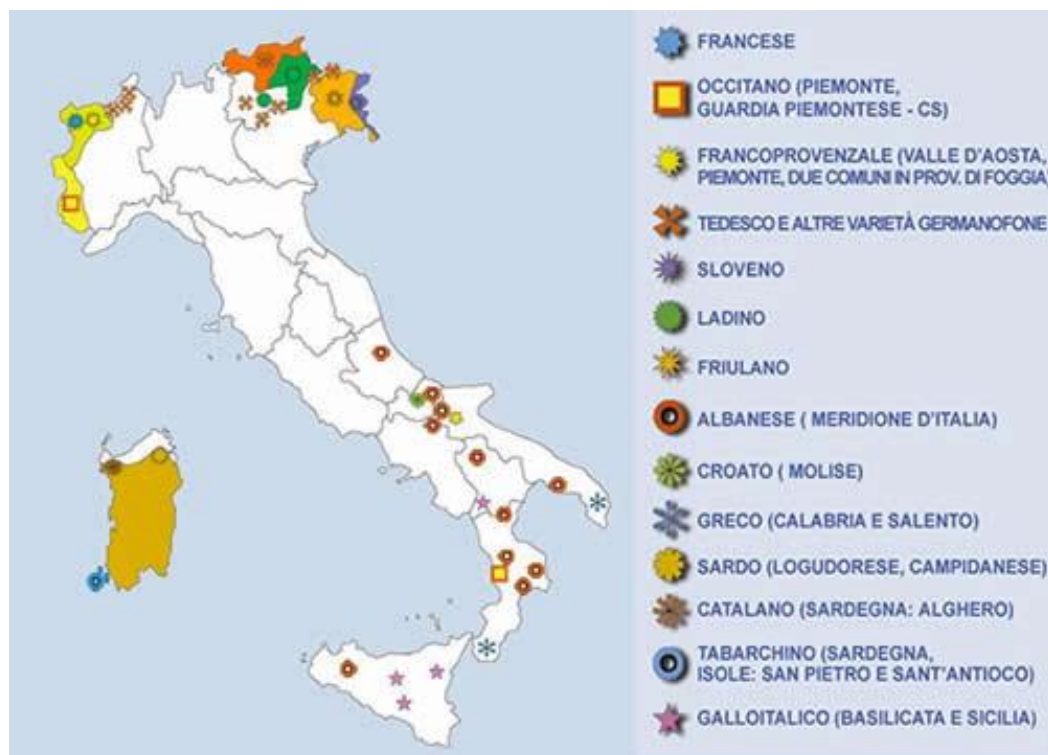 FRANCESE
OCCITANO (PIEMONTE,
GUARDIA PIEMONTESE - CS)
FRANCOPROVENZALE (VALLE D'AOSTA,
PIEMONTE, DUE COMUNI IN PROV. DI FOGGIA)
TEDESCO E ALTRE VARIETÀ GERMANOFONE
SLOVENO
LADINO
FRIULANO
ALBANESE ( MERIDIONE D'ITALIA)
CROATO ( MOLISE)
GRECO (CALABRIA E SALENTO)
SARDO (LOGUDORESE, CAMPIDANESE)
CATALANO (SARDEGNA: ALGHERO)
TABARCHINO (SARDEGNA,
ISOLE: SAN PIETRO E SANT'ANTIOCO)
GALLOITALICO (BASILICATA E SICILIA)